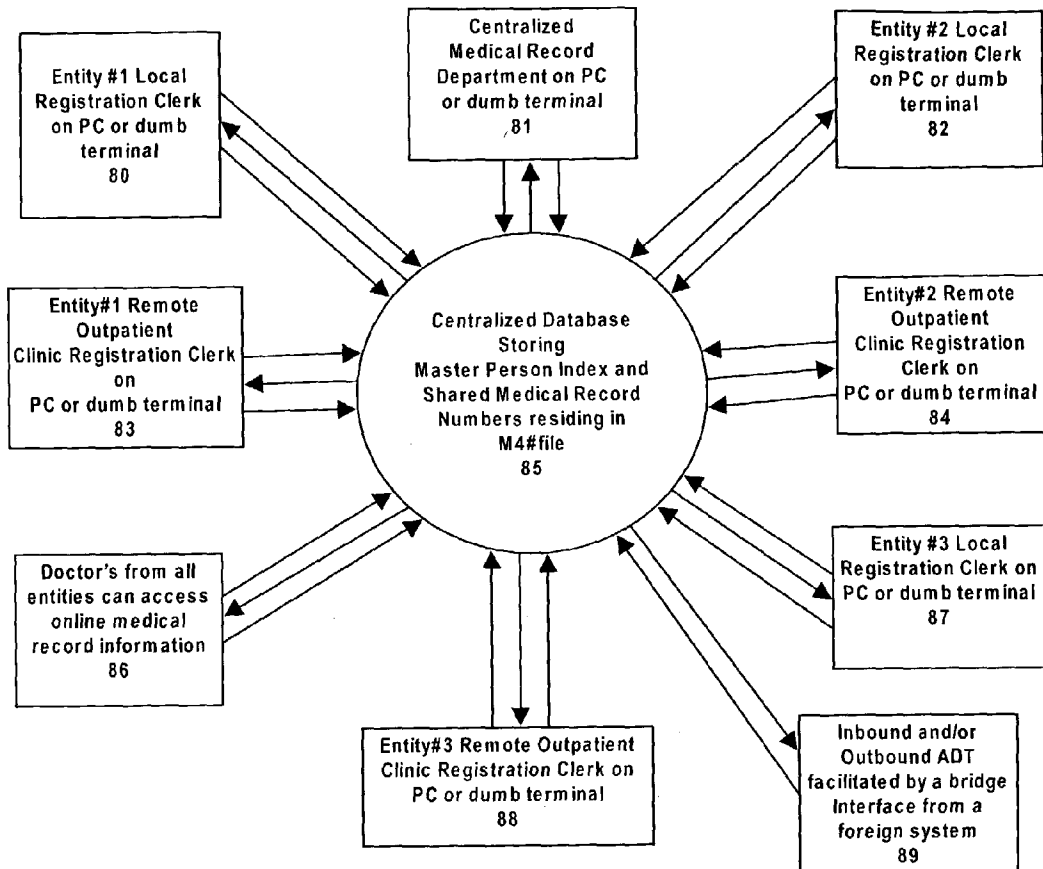 Entity #1 Local
Registration Clerk
on PC or dumb
terminal
80
Centralized
Medical Record
Department on PC
or dumb terminal
81
Entity #2 Local
Registration Clerk
on PC or dumb
terminal
82
Entity#1 Remote
Outpatient
Clinic Registration Clerk
on
PC or dumb terminal
83
Centralized Database
Storing
Master Person Index and
Shared Medical Record
Numbers residing in
M4#file
85
Entity#2 Remote
Outpatient
Clinic Registration
Clerk on
PC or dumb terminal
84
Doctor's from all
entities can access
online medical
record information
86
Entity #3 Local
Registration Clerk on
PC or dumb terminal
87
Entity#3 Remote Outpatient
Clinic Registration Clerk on
PC or dumb terminal
88
Inbound and/or
Outbound ADT
facilitated by a bridge
Interface from a
foreign system
89